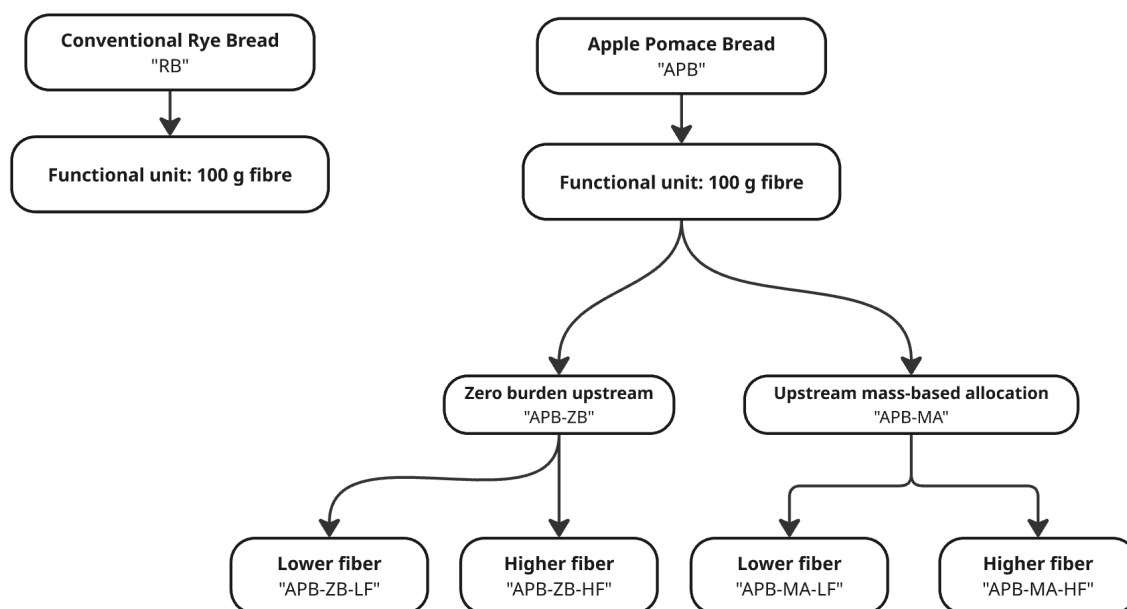 Conventional Rye Bread
"RB"
Apple Pomace Bread
"APB"
Functional unit: 100 g fibre
Functional unit: 100 g fibre
Zero burden upstream
"APB-ZB"
Upstream mass-based allocation
"APB-MA"
Lower fiber
"APB-ZB-LF"
Higher fiber
"APB-ZB-HF"
Lower fiber
"APB-MA-LF"
Higher fiber
"APB-MA-HF"